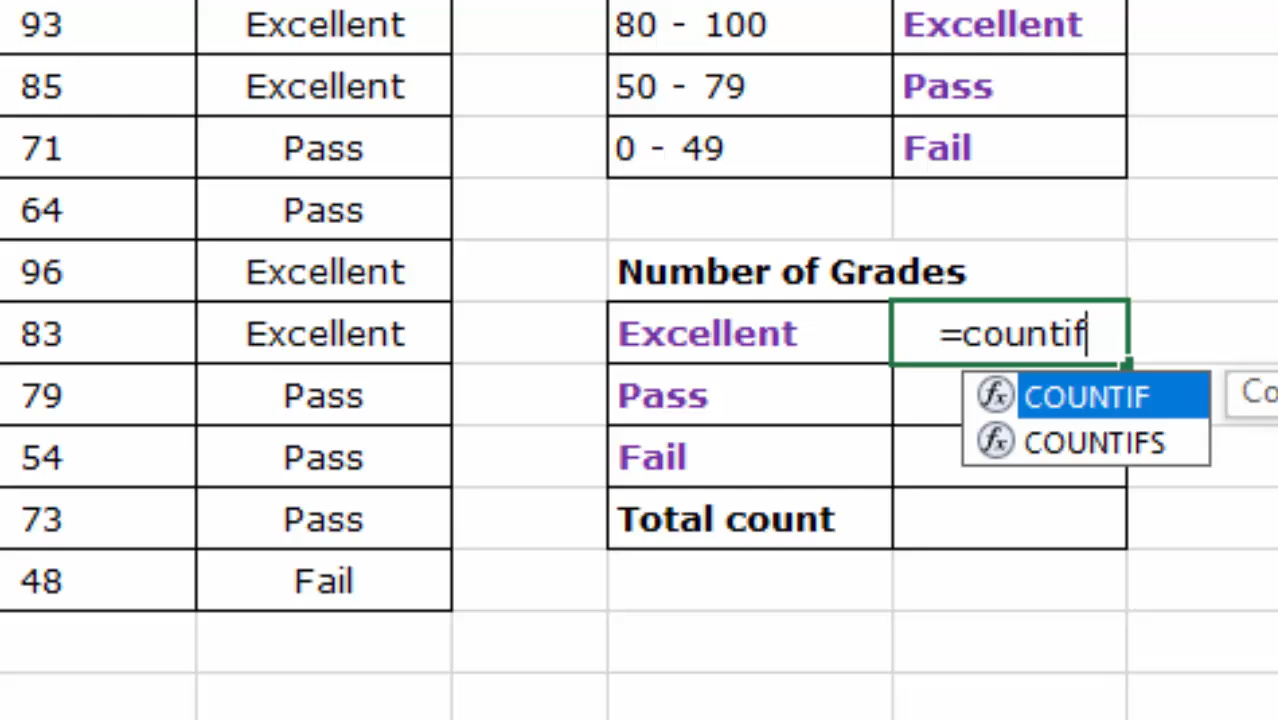 93 Excellent 80 - 100 Excellent
85 Excellent 50 - 79 Pass
71 Pass 0 - 49 Fail
64 Pass
96 Excellent Number of Grades
83 Excellent Excellent =countif
79 Pass Pass COUNTIF
54 Pass Fail COUNTIFS
73 Pass Total count
48 Fail